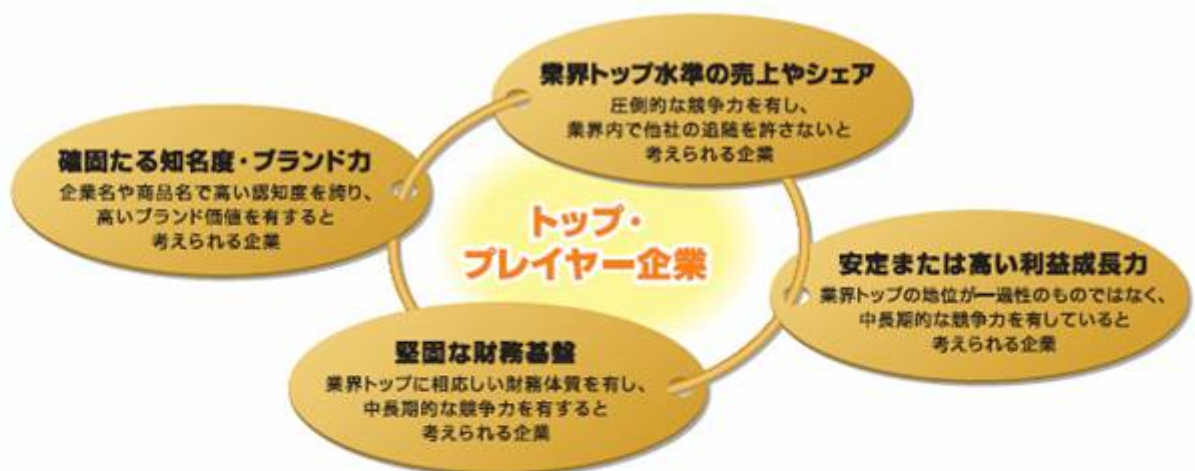 業界トップ水準の売上やシェア
圧倒的な競争力を有し、
業界内で他社の追随を許さないと
考えられる企業
確固たる知名度・ブランド力
企業名や商品名で高い認知度を誇り、
高いブランド価値を有すると
考えられる企業
トップ・
プレイヤー企業
安定または高い利益成長力
業界トップの地位が一過性のものではなく、
中長期的な競争力を有していると
考えられる企業
堅固な財務基盤
業界トップに相応しい財務体質を有し、
中長期的な競争力を有すると
考えられる企業